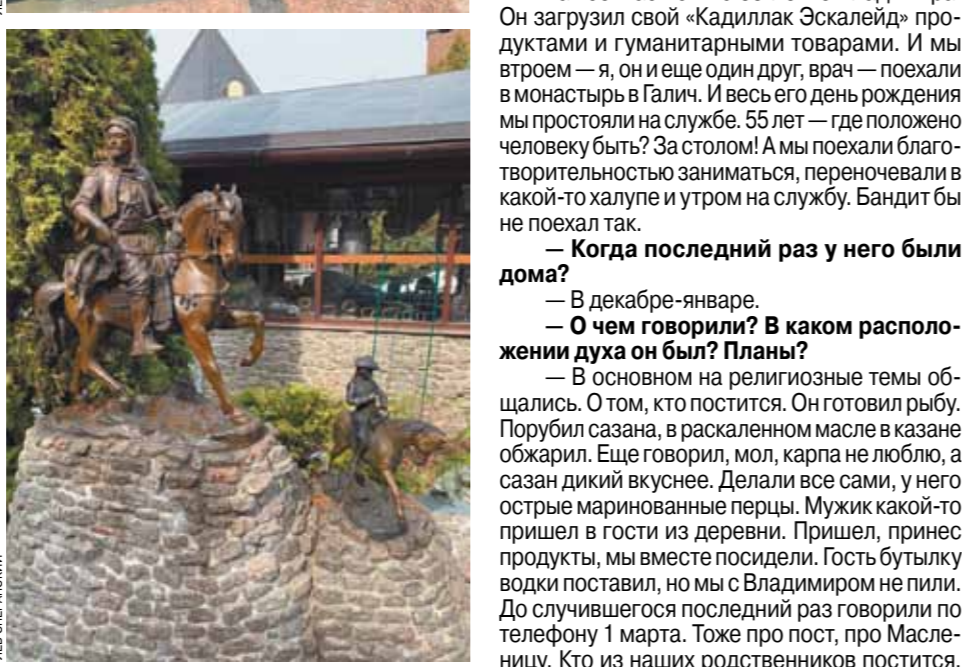 Он загрузил свой «Кадиллак Эскалейд» про-
дуктами и гуманитарными товарами. И мы
втроем — я, он и еще один друг, врач — поехали
в монастырь в Галич. И весь его день рождения
мы простояли на службе. 55 лет — где положено
человеку быть? За столом! А мы поехали благо-
творительностью заниматься, переночевали в
какой-то халупе и утром на службу. Бандит бы
не поехал так.
— Когда последний раз у него были
дома?
— В декабре-январе.
— О чем говорили? В каком располо-
жении духа он был? Планы?
— В основном на религиозные темы об-
щались. О том, кто постится. Он готовил рыбу.
Порубил сазана, в раскаленном масле в казане
обжарил. Еще говорил, мол, карпа не люблю, а
сазан дикий вкуснее. Делали все сами, у него
острые маринованные перцы. Мужик какой-то
пришел в гости из деревни. Пришел, принес
продукты, мы вместе посидели. Гость бутылку
водки поставил, но мы с Владимиром не пили.
До случившегося последний раз говорили по
телефону 1 марта. Тоже про пост, про Масле-
ницу. Кто из наших родственников постится,